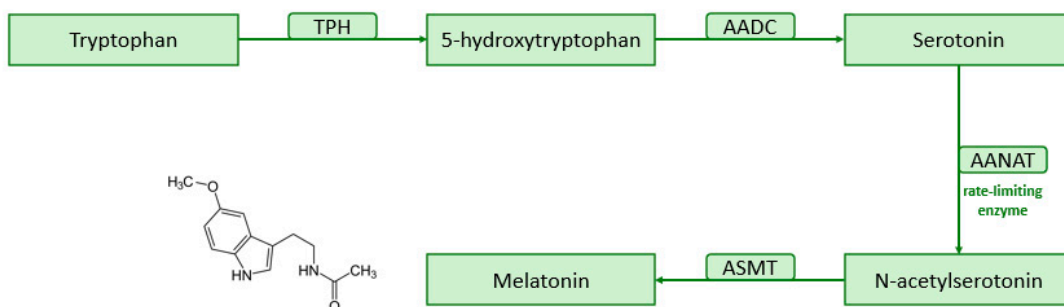 Tryptophan
TPH
5-hydroxytryptophan
AADC
Serotonin
AANAT
rate-limiting
enzyme
H₃C
O
HN
HN
CH₃
O
Melatonin
ASMT
N-acetylserotonin